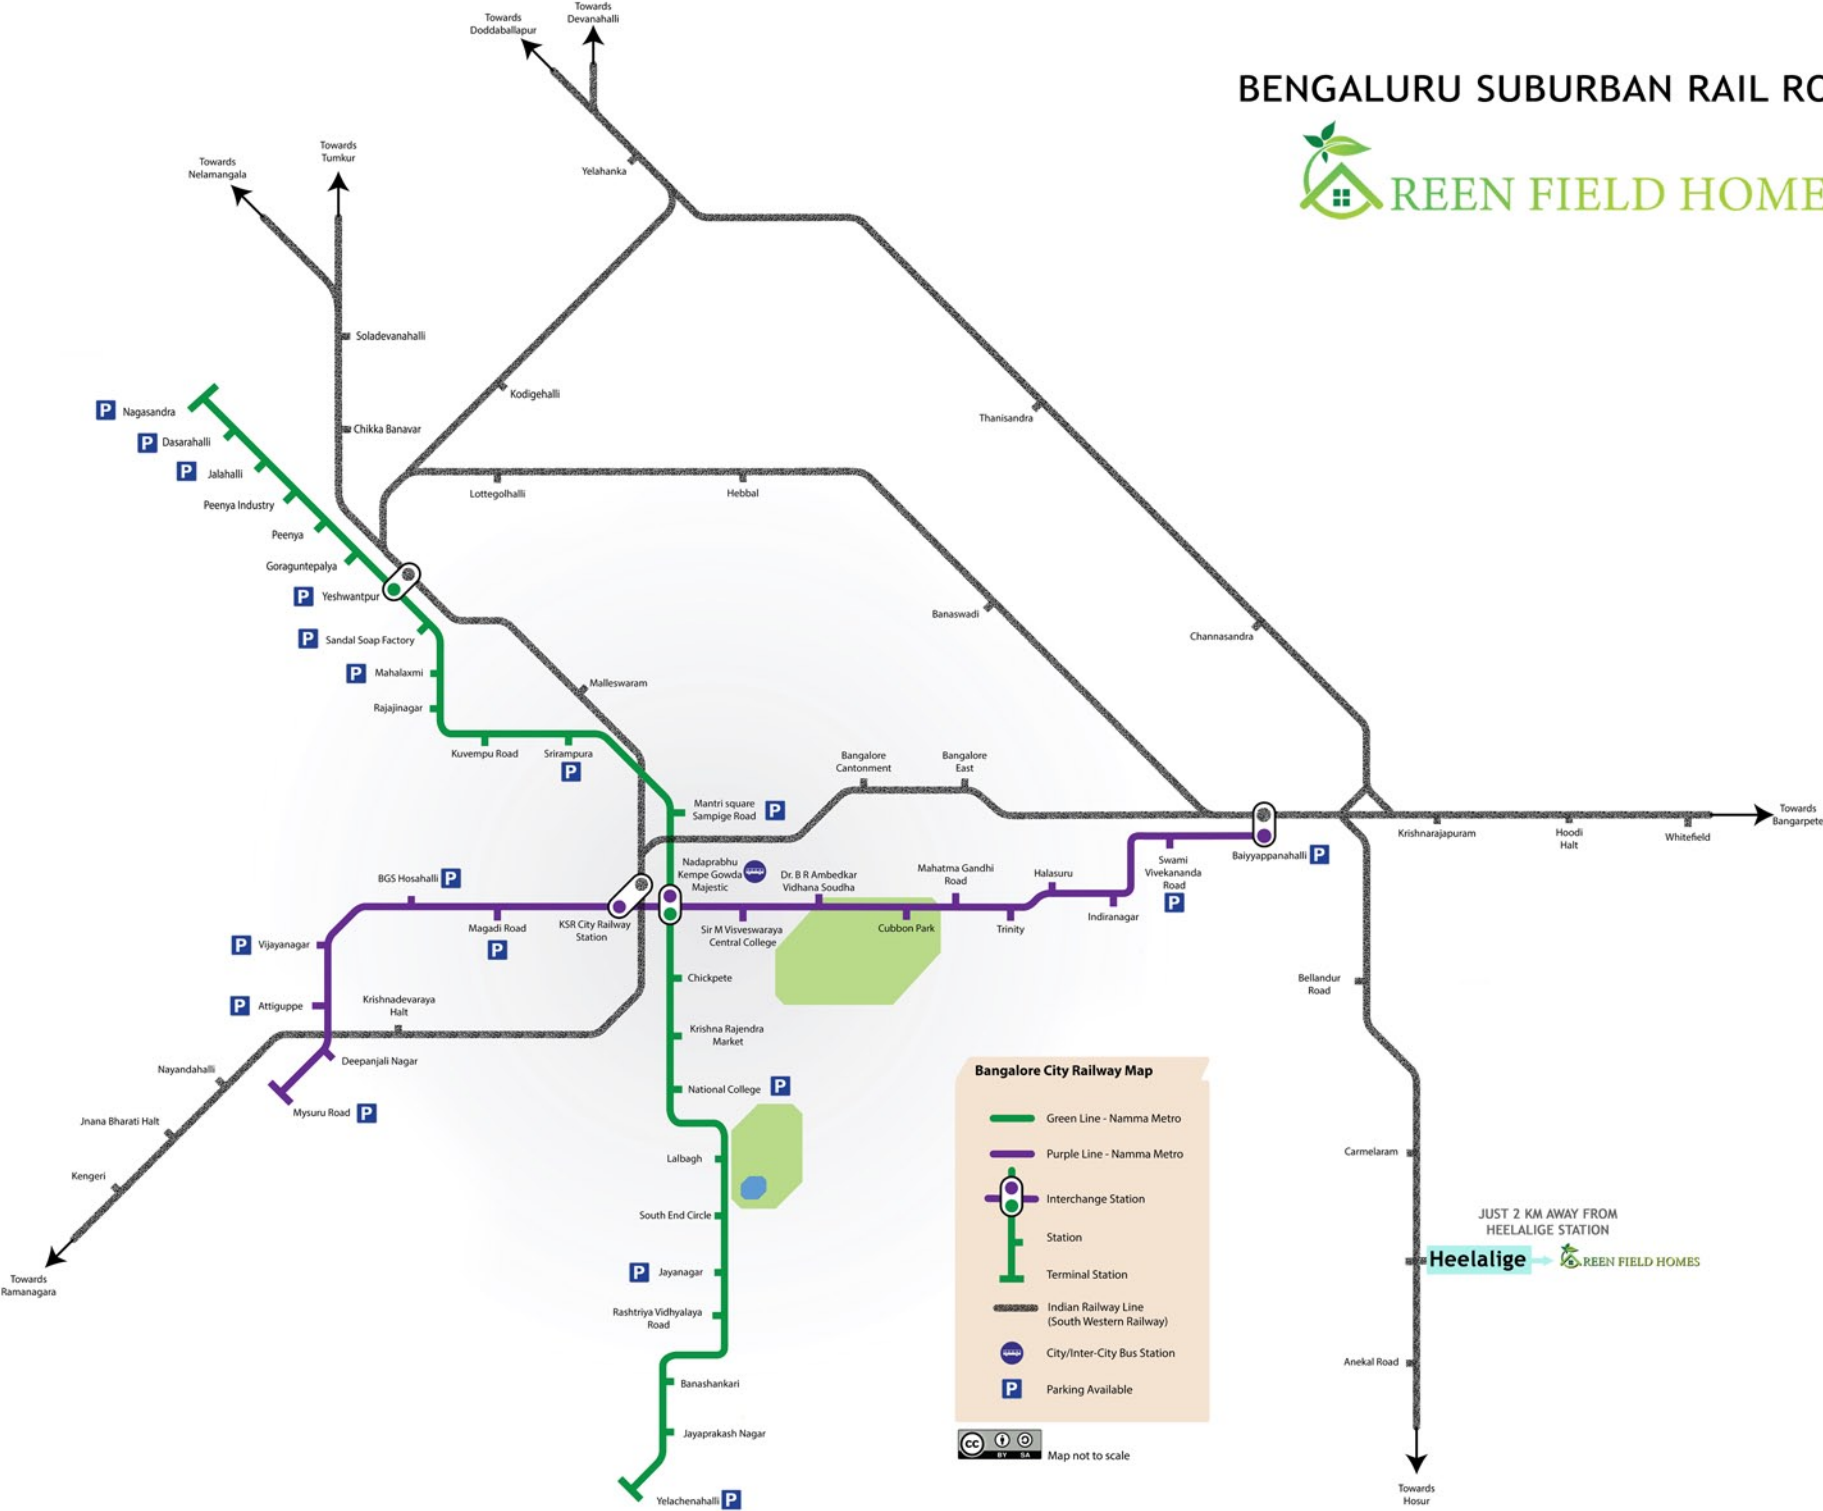 Towards
Doddaballapur
Towards
Devanahalli
BENGALURU SUBURBAN RAIL RO
REEN FIELD HOME
Towards
Nelamangala
Towards
Tumkur
Yelahanka
Soladevanahalli
Chikka Banavar
Kodigehalli
Thanisandra
P Nagasandra
P Dasarahalli
P Jalahalli
Peenya Industry
Peenya
Goraguntepalya
P Yeshwantpur
P Sandal Soap Factory
P Mahalaxmi
Rajajinagar
Lottegolhalli
Hebbal
Banaswadi
Channasandra
Malleswaram
Kuvempu Road
Srirampura
P
Mantri square
Sampige Road
P
Bangalore
Cantonment
Bangalore
East
Towards
Bangarpete
Krishnarajapuram
Hoodi
Halt
Whitefield
Baiyyappanahalli P
Swami
Vivekananda
Road
P
Nadaprabhu
Kempe Gowda
Majestic
Dr. B R Ambedkar
Vidhana Soudha
Mahatma Gandhi
Road
Halasuru
Indiranagar
BGS Hosahalli P
Magadi Road
P
KSR City Railway
Station
Sir M Visveswaraya
Central College
Cubbon Park
Trinity
P Vijayanagar
P Attiguppe
Krishnadevaraya
Halt
Chickpete
Krishna Rajendra
Market
National College P
Bellandur
Road
Nayandahalli
Deepanjali Nagar
Mysuru Road P
Jnana Bharati Halt
Kengeri
Towards
Ramanagara
Lalbagh
South End Circle
P Jayanagar
Rashtriya Vidhyalaya
Road
Banashankari
Jayaprakash Nagar
Yelachenahalli P
Bangalore City Railway Map
Green Line - Namma Metro
Purple Line - Namma Metro
Interchange Station
Station
Terminal Station
Indian Railway Line
(South Western Railway)
City/Inter-City Bus Station
P Parking Available
cc BY SA
Map not to scale
Carmelaram
JUST 2 KM AWAY FROM
HEELALIGE STATION
Heelalige
REEN FIELD HOMES
Anekal Road
Towards
Hosur